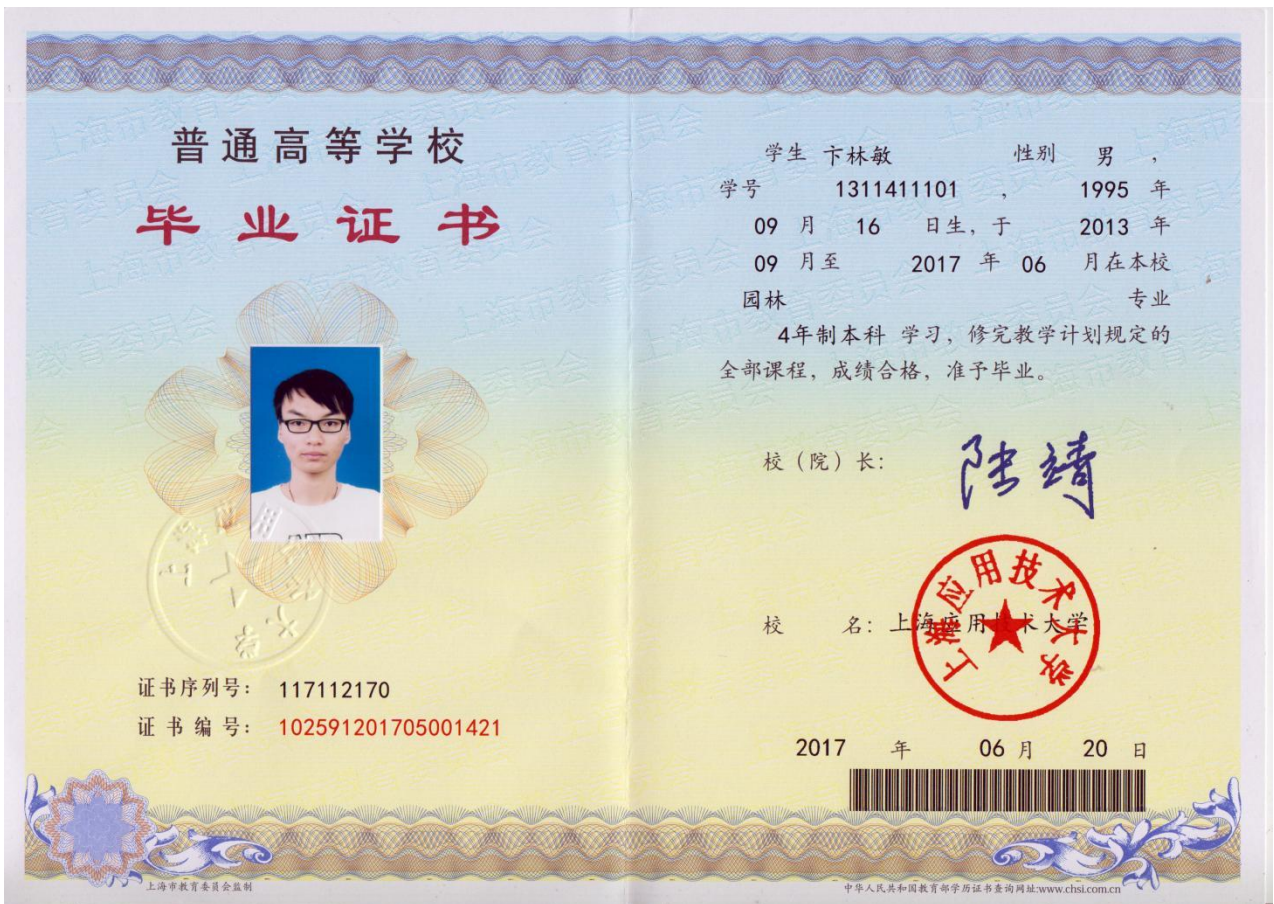 普通高等学校
毕业证书
证书序列号: 117112170
证书编号: 102591201705001421
上海市教育委员会监制
学生 卞林敏 性别 男,
学号 1311411101, 1995 年
09 月 16 日生,于 2013 年
09 月至 2017 年 06 月在本校
园林 专业
4年制本科 学习,修完教学计划规定的
全部课程,成绩合格,准予毕业。
校(院)长: 陆靖
校 名: 上海应用技术大学
上海应用技术大学
2017 年 06 月 20 日
中华人民共和国教育部学历证书查询网址:www.chsi.com.cn